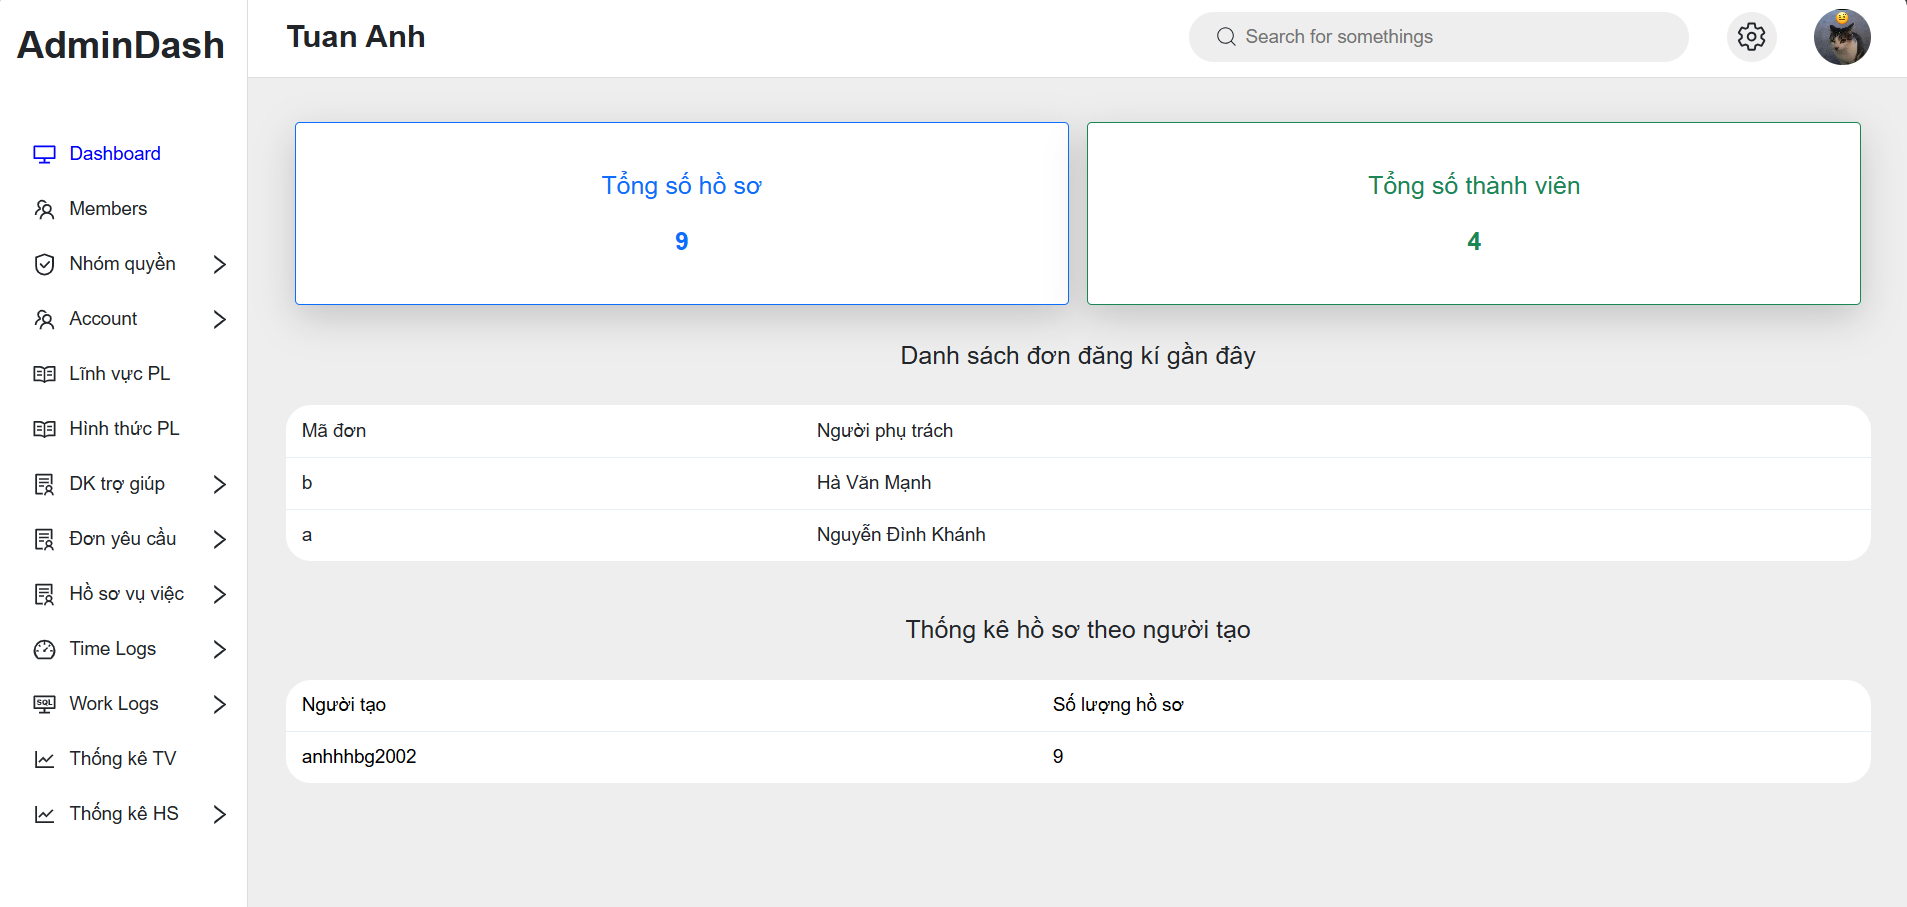 AdminDash
Tuan Anh
Search for somethings
Dashboard
Members
Nhóm quyền
Account
Lĩnh vực PL
Hình thức PL
DK trợ giúp
Đơn yêu cầu
Hồ sơ vụ việc
Time Logs
SQL
Work Logs
Thống kê TV
Thống kê HS
Tổng số hồ sơ
9
Tổng số thành viên
4
Danh sách đơn đăng kí gần đây
Mã đơn Người phụ trách
b Hà Văn Mạnh
a Nguyễn Đình Khánh
Thống kê hồ sơ theo người tạo
Người tạo Số lượng hồ sơ
anhhhbg2002 9